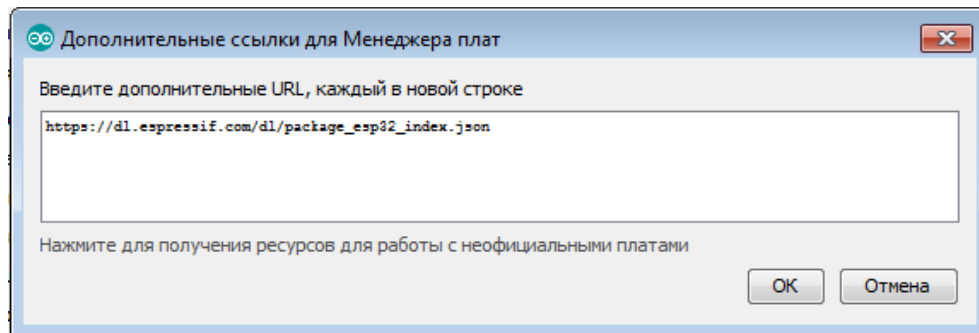 Дополнительные ссылки для Менеджера плат
Введите дополнительные URL, каждый в новой строке
https://dl.espressif.com/dl/package_esp32_index.json
Нажмите для получения ресурсов для работы с неофициальными платами
OK
Отмена